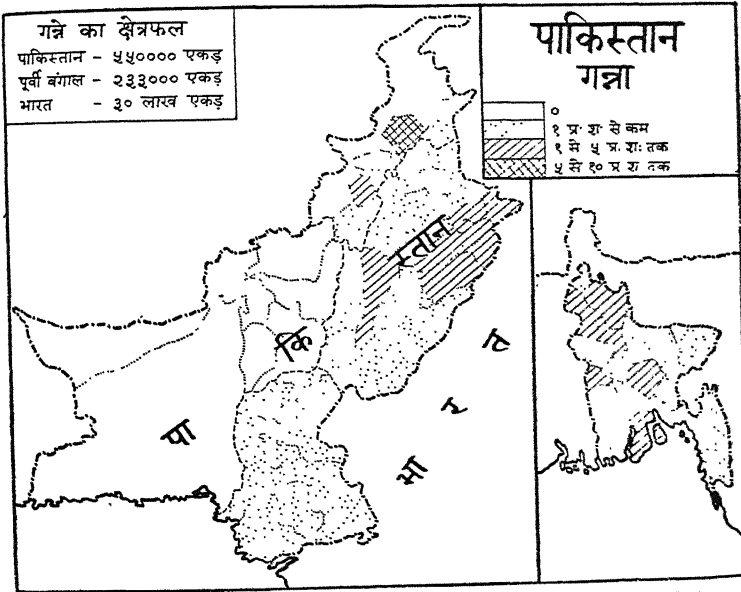 गन्ने का क्षेत्रफल
पाकिस्तान - ५५०००० एकड़
पूर्वी बंगाल - २३३००० एकड़
भारत - ३० लाख एकड़
पाकिस्तान
गन्ना
०
१ प्र· श· से कम
१ से ५ प्र· शः तक
५ से १० प्र श तक
पा कि स्तान
भा र त